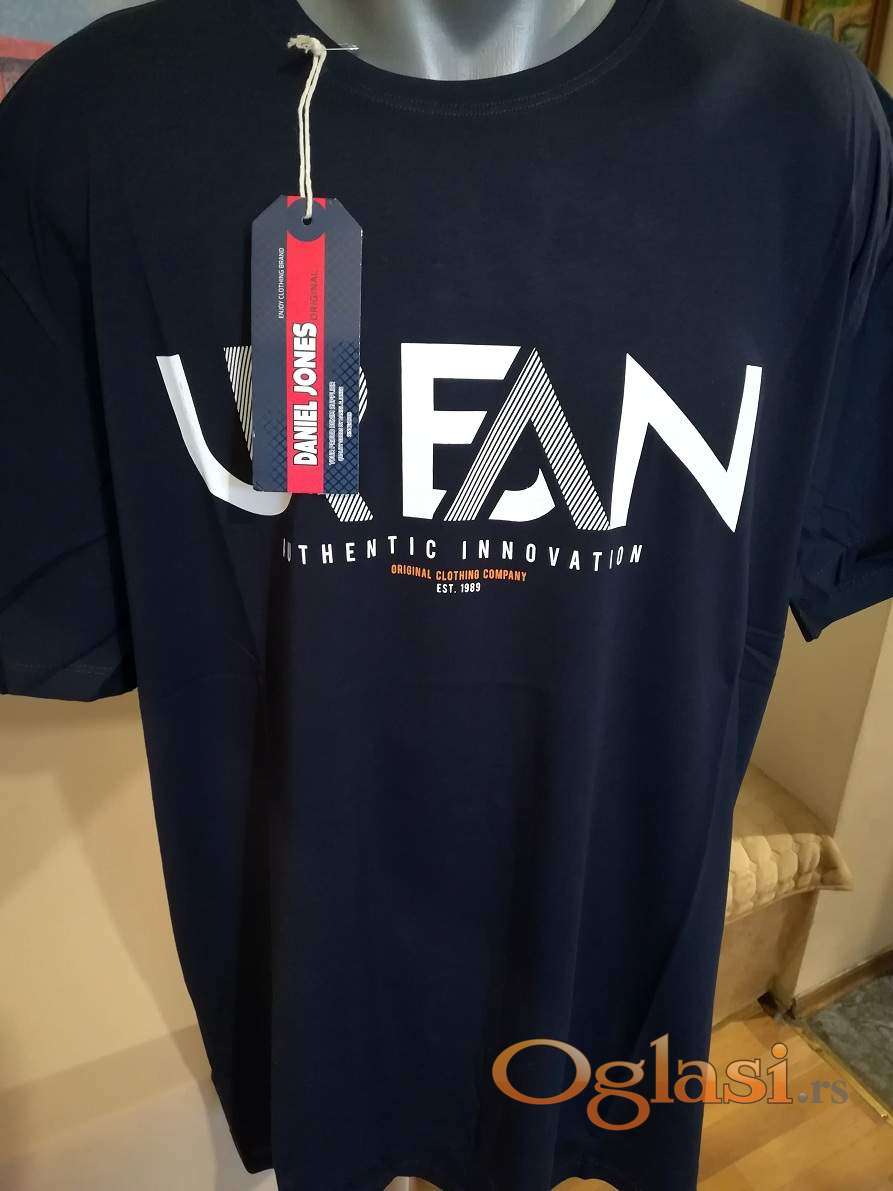 ENJOY CLOTHING BRAND
ORIGINAL
DANIEL JONES
URBAN
AUTHENTIC INNOVATION
ORIGINAL CLOTHING COMPANY
EST. 1989
Oglasi.rs